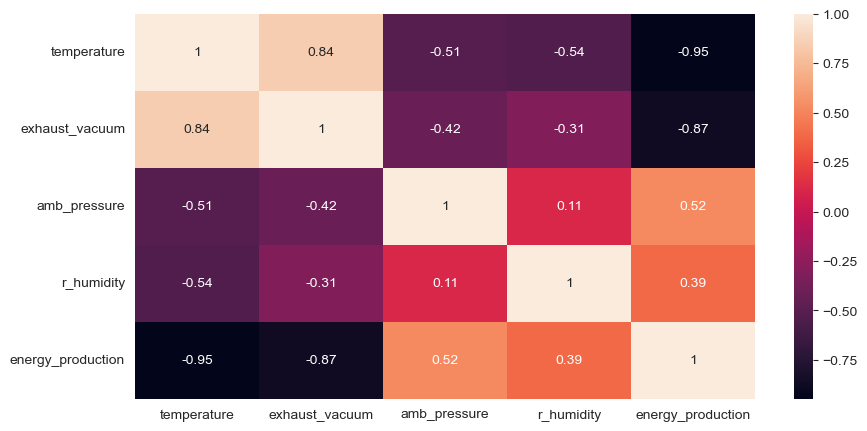 temperature 1 0.84 -0.51 -0.54 -0.95
exhaust_vacuum 0.84 1 -0.42 -0.31 -0.87
amb_pressure -0.51 -0.42 1 0.11 0.52
r_humidity -0.54 -0.31 0.11 1 0.39
energy_production -0.95 -0.87 0.52 0.39 1
temperature exhaust_vacuum amb_pressure r_humidity energy_production
1.00
0.75
0.50
0.25
0.00
−0.25
−0.50
−0.75